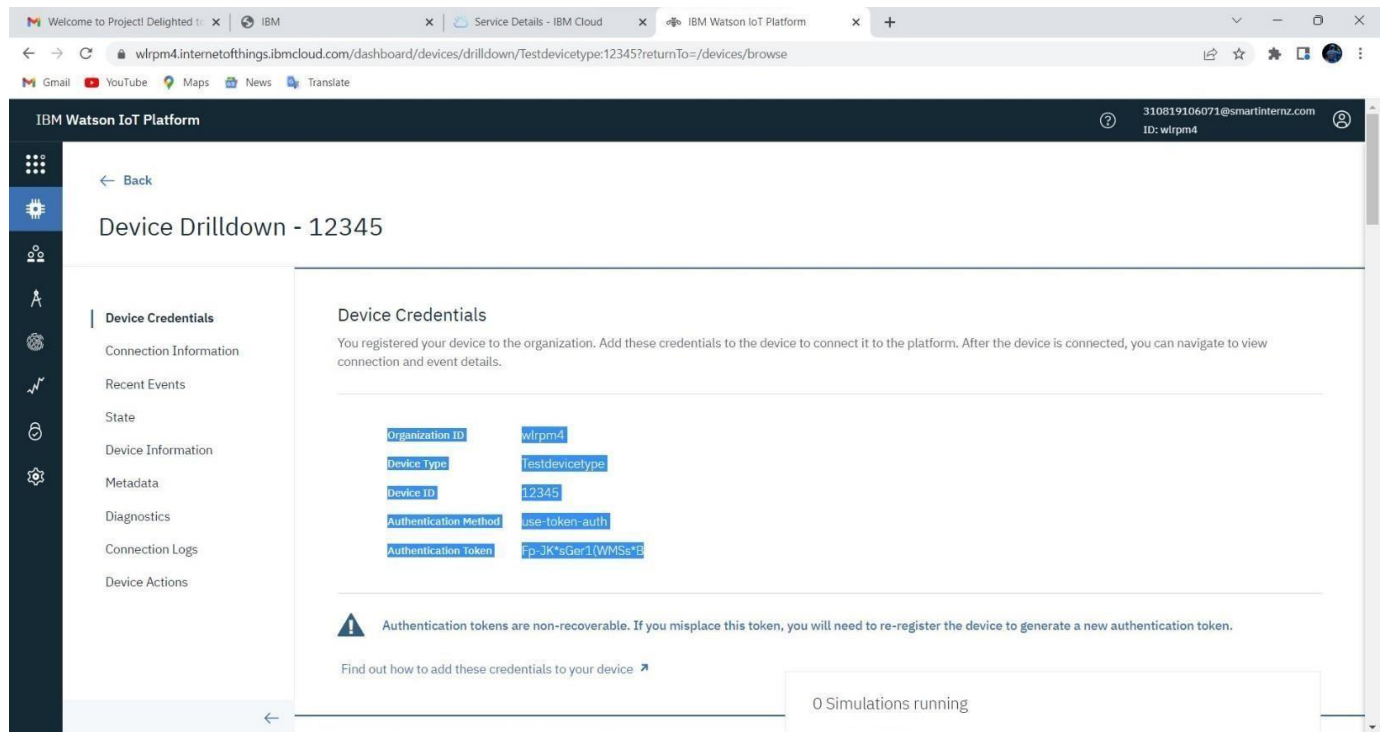 Welcome to Project! Delighted to
IBM
Service Details - IBM Cloud
IBM Watson IoT Platform
wlrpm4.internetofthings.ibmcloud.com/dashboard/devices/drilldown/Testdevicetype:12345?returnTo=/devices/browse
Gmail YouTube Maps News Translate
IBM Watson IoT Platform
310819106071@smartinternz.com
ID: wlrpm4
Back
Device Drilldown - 12345
Device Credentials
Connection Information
Recent Events
State
Device Information
Metadata
Diagnostics
Connection Logs
Device Actions
Device Credentials
You registered your device to the organization. Add these credentials to the device to connect it to the platform. After the device is connected, you can navigate to view
connection and event details.
Organization ID wlrpm4
Device Type Testdevicetype
Device ID 12345
Authentication Method use-token-auth
Authentication Token Fp-JK*sGer1(WMSs*B
Authentication tokens are non-recoverable. If you misplace this token, you will need to re-register the device to generate a new authentication token.
Find out how to add these credentials to your device
0 Simulations running